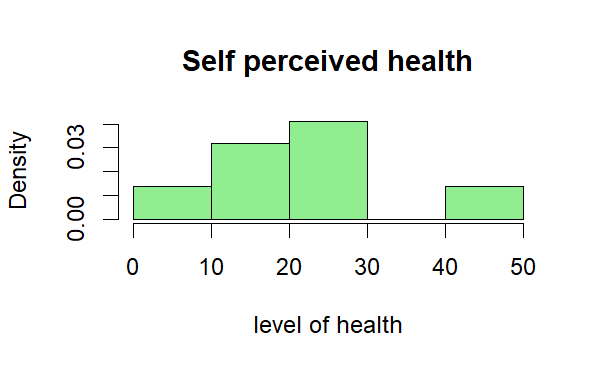 Self perceived health
Density
0.03
0.00
0 10 20 30 40 50
level of health